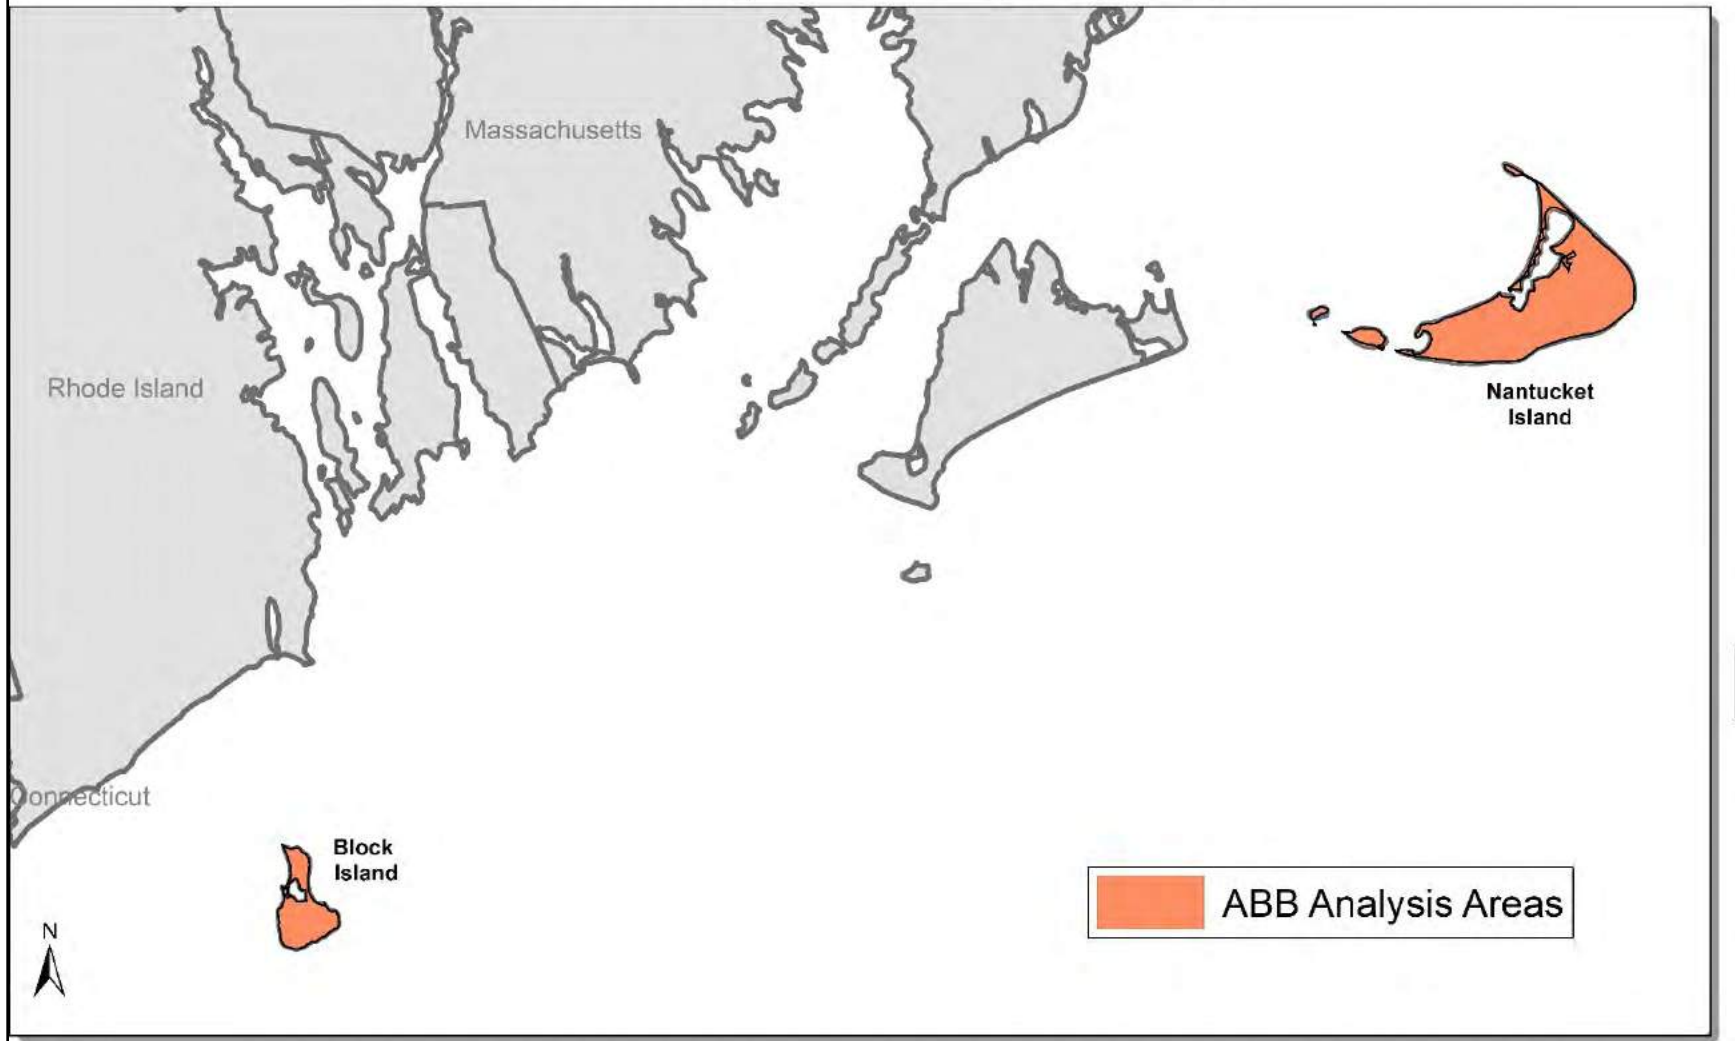 Massachusetts
Rhode Island
Nantucket
Island
Connecticut
Block
Island
ABB Analysis Areas
N